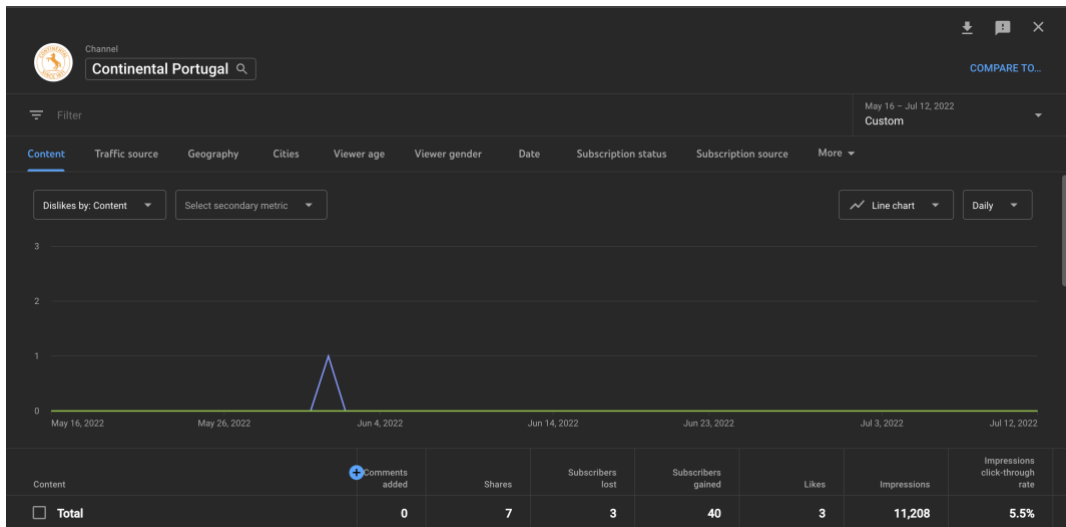 Channel
Continental Portugal
COMPARE TO...
Filter
May 16 – Jul 12, 2022
Custom
Content Traffic source Geography Cities Viewer age Viewer gender Date Subscription status Subscription source More
Dislikes by: Content Select secondary metric Line chart Daily
3
2
1
0
May 16, 2022 May 26, 2022 Jun 4, 2022 Jun 14, 2022 Jun 23, 2022 Jul 3, 2022 Jul 12, 2022
Content
Comments
added
Shares
Subscribers
lost
Subscribers
gained
Likes
Impressions
Impressions
click-through
rate
Total 0 7 3 40 3 11,208 5.5%